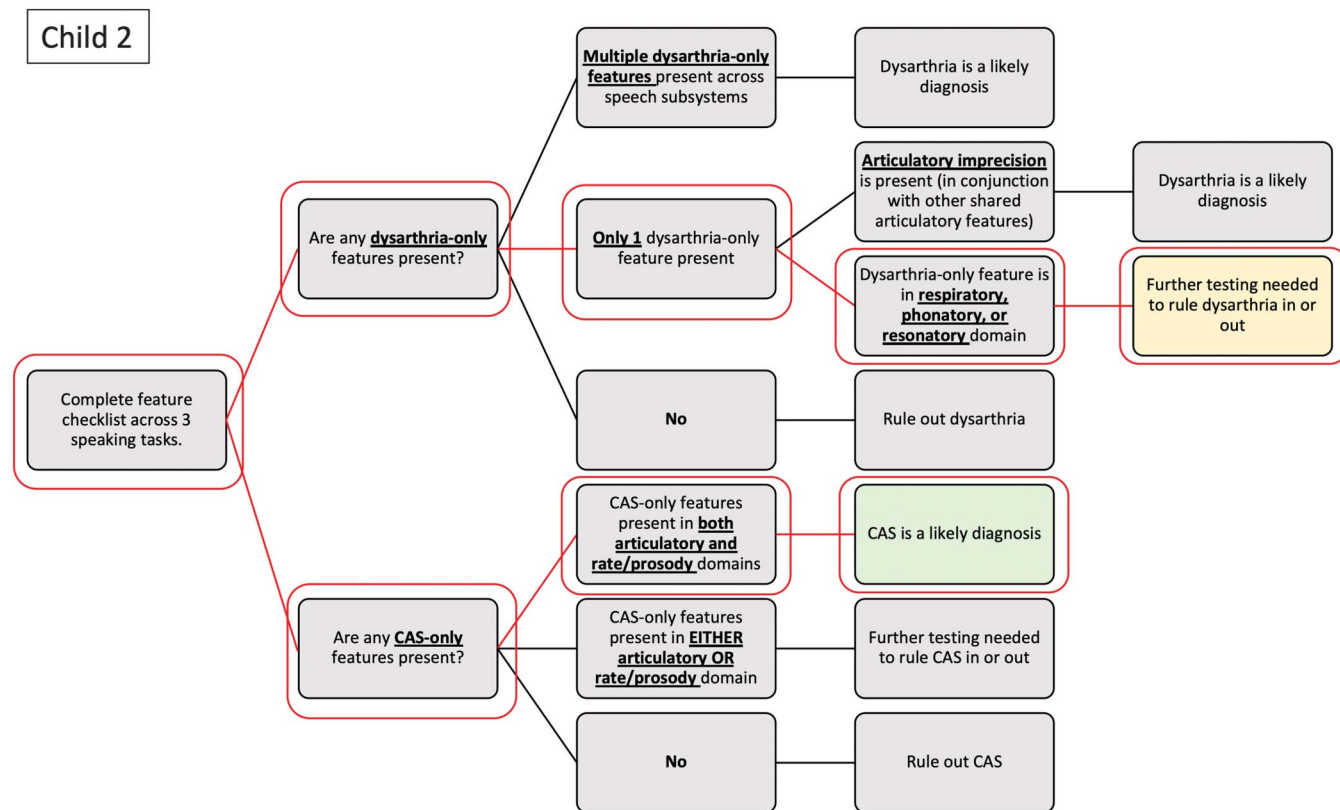 Child 2
Multiple dysarthria-only
features present across
speech subsystems
Dysarthria is a likely
diagnosis
Articulatory imprecision
is present (in conjunction
with other shared
articulatory features)
Dysarthria is a likely
diagnosis
Are any dysarthria-only
features present?
Only 1 dysarthria-only
feature present
Dysarthria-only feature is
in respiratory,
phonatory, or
resonatory domain
Further testing needed
to rule dysarthria in or
out
Complete feature
checklist across 3
speaking tasks.
No
Rule out dysarthria
CAS-only features
present in both
articulatory and
rate/prosody domains
CAS is a likely diagnosis
Are any CAS-only
features present?
CAS-only features
present in EITHER
articulatory OR
rate/prosody domain
Further testing needed
to rule CAS in or out
No
Rule out CAS